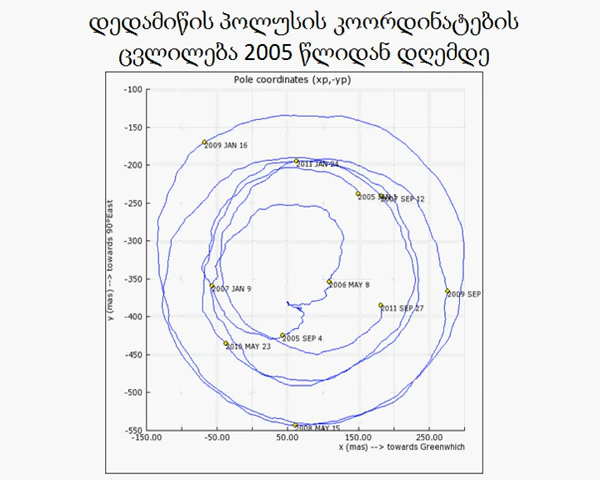 დედამიწის პოლუსის კოორდინატების
ცვლილება 2005 წლიდან დღემდე
Pole coordinates (xp,-yp)
-100
-150
2009 JAN 16
-200
2011 JAN 24
2005
SEP 12
-250
y (mas) --> towards 90°East
-300
-350
2007 JAN 9
2006 MAY 8
2009 SEP
-400
2011 SEP 27
2005 SEP 4
2010 MAY 23
-450
-500
-550
2008 MAY 15
-150.00 -50.00 50.00 150.00 250.00
x (mas) --> towards Greenwhich